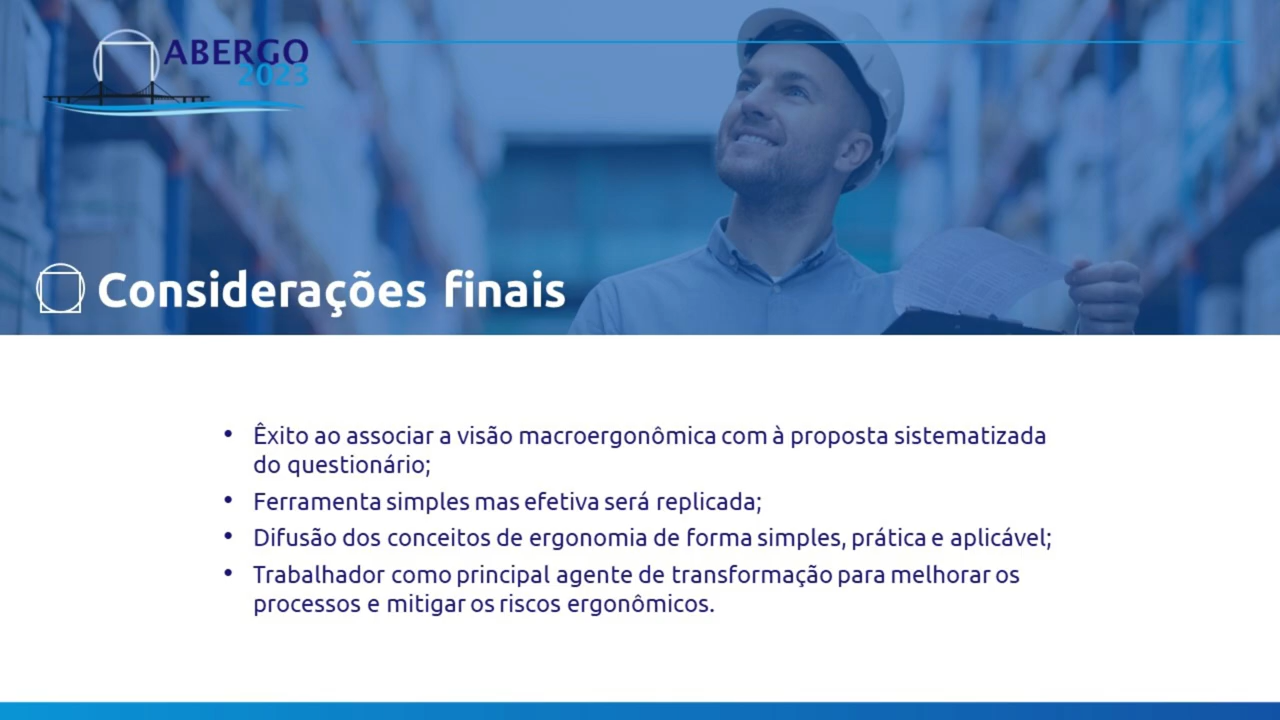 ABERGO
2023
Considerações finais
• Êxito ao associar a visão macroergonômica com à proposta sistematizada
do questionário;
• Ferramenta simples mas efetiva será replicada;
• Difusão dos conceitos de ergonomia de forma simples, prática e aplicável;
• Trabalhador como principal agente de transformação para melhorar os
processos e mitigar os riscos ergonômicos.